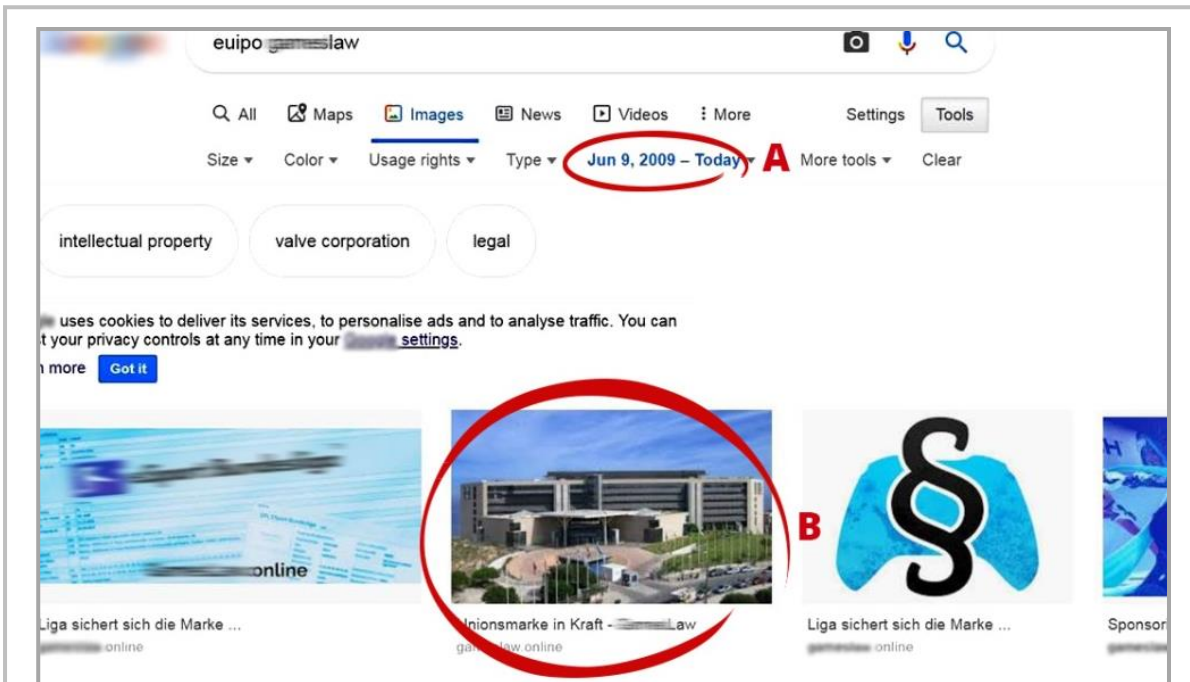 euipo gameslaw
All Maps Images News Videos More Settings Tools
Size Color Usage rights Type Jun 9, 2009 – Today A More tools Clear
intellectual property valve corporation legal
uses cookies to deliver its services, to personalise ads and to analyse traffic. You can
t your privacy controls at any time in your settings.
more Got it
B
online
Liga sichert sich die Marke ... Unionsmarke in Kraft - Law Liga sichert sich die Marke ... Sponsor
online law.online online